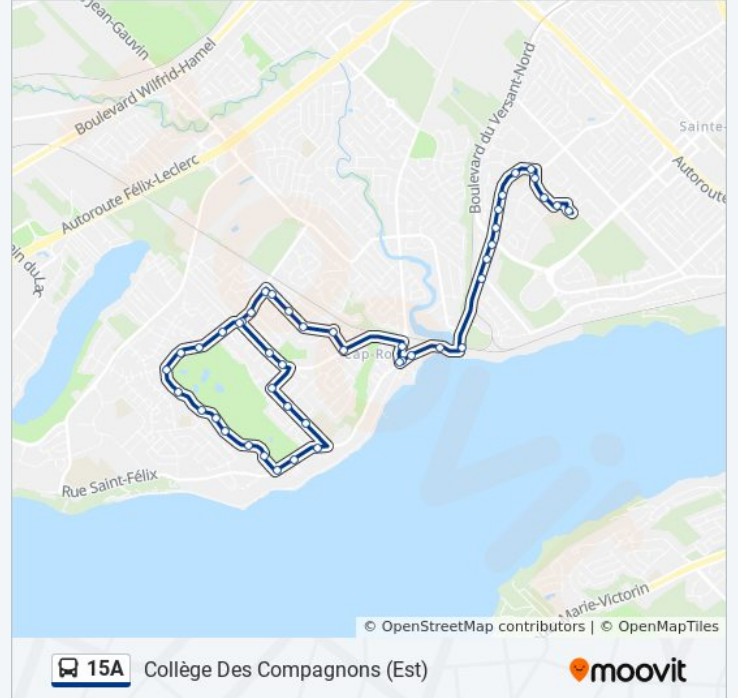 Jean-Gauvin
Boulevard Wilfrid-Hamel
Boulevard du Versant-Nord
Sainte-
Autoroute
Autoroute Félix-Leclerc
in du Lac
Cap-Ro
Rue Saint-Félix
Marie-Victorin
© OpenStreetMap contributors | © OpenMapTiles
15A Collège Des Compagnons (Est) moovit